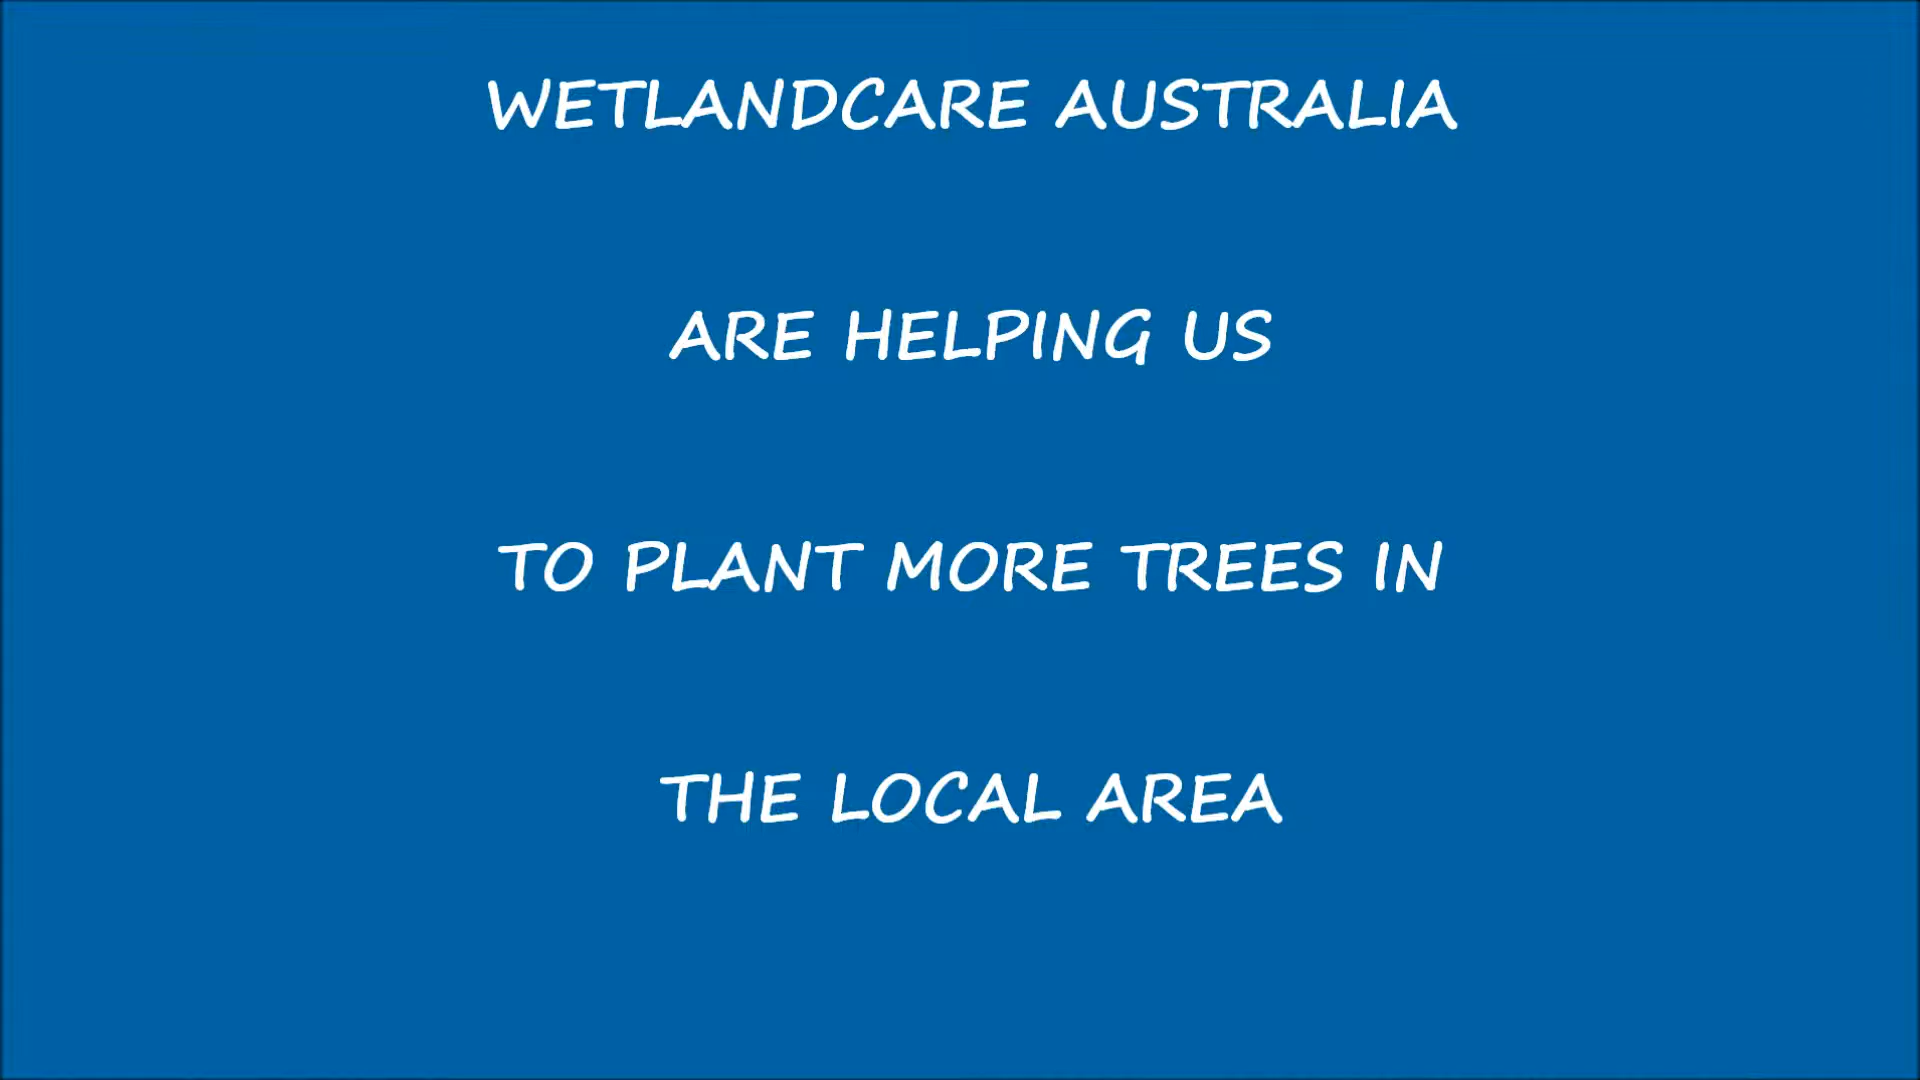 WETLANDCARE AUSTRALIA
ARE HELPING US
TO PLANT MORE TREES IN
THE LOCAL AREA